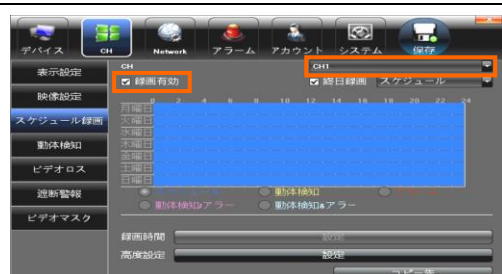 デバイス CH Network アラーム アカウント システム 保存
表示設定
映像設定
スケジュール録画
動体検知
ビデオロス
遮断警報
ビデオマスク
CH CH1
録画有効 終日録画 スケジュール
0 2 4 6 8 10 12 14 16 18 20 22 24
月曜日
火曜日
水曜日
木曜日
金曜日
土曜日
日曜日
動体検知
動体検知orアラー 動体検知&アラー
録画時間 設定
高度設定 設定